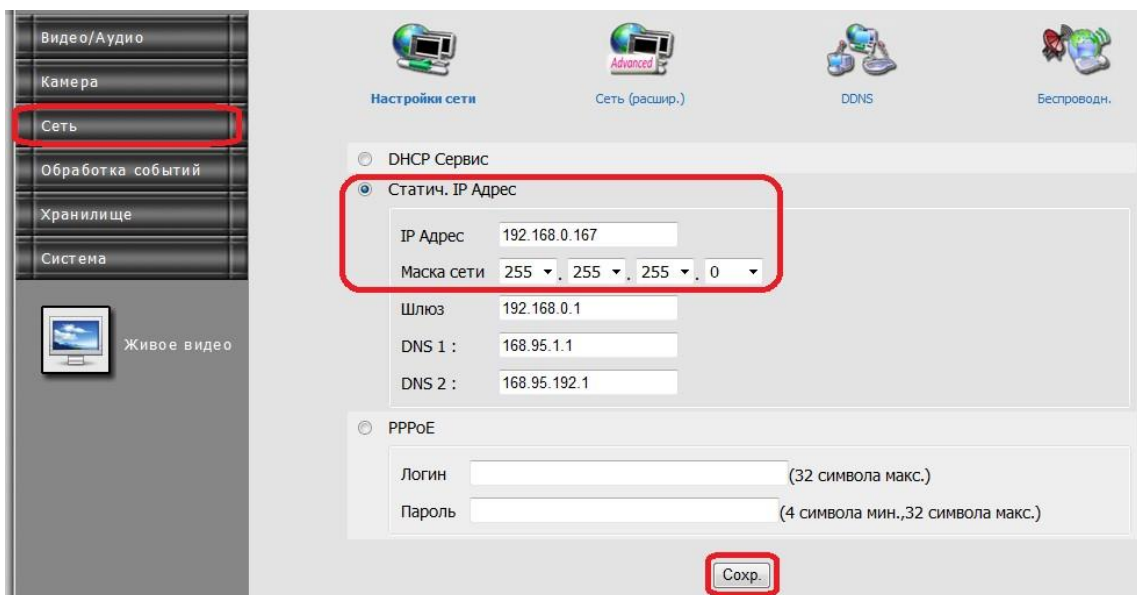 Видео/Аудио
Камера
Сеть
Обработка событий
Хранилище
Система
Живое видео
Advanced
Настройки сети
Сеть (расшир.)
DDNS
Беспроводн.
DHCP Сервис
Статич. IP Адрес
IP Адрес 192.168.0.167
Маска сети 255 . 255 . 255 . 0
Шлюз 192.168.0.1
DNS 1 : 168.95.1.1
DNS 2 : 168.95.192.1
PPPoE
Логин (32 символа макс.)
Пароль (4 символа мин.,32 символа макс.)
Сохр.